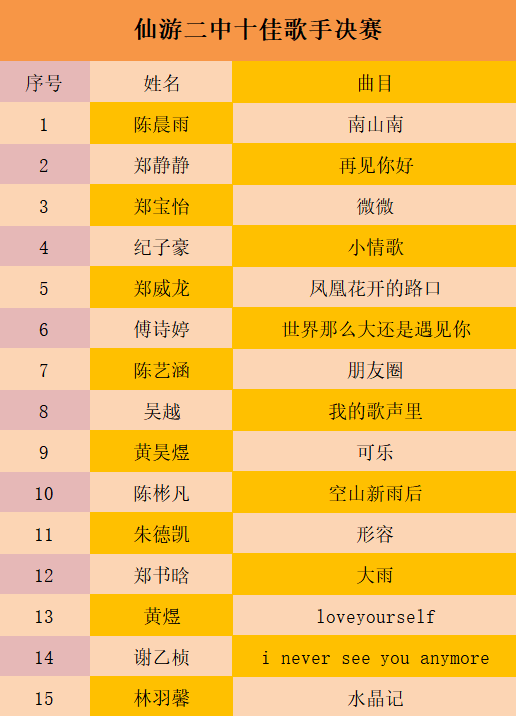 仙游二中十佳歌手决赛
序号 姓名 曲目
1 陈晨雨 南山南
2 郑静静 再见你好
3 郑宝怡 微微
4 纪子豪 小情歌
5 郑威龙 凤凰花开的路口
6 傅诗婷 世界那么大还是遇见你
7 陈艺涵 朋友圈
8 吴越 我的歌声里
9 黄昊煜 可乐
10 陈彬凡 空山新雨后
11 朱德凯 形容
12 郑书晗 大雨
13 黄煜 loveyourself
14 谢乙桢 i never see you anymore
15 林羽馨 水晶记